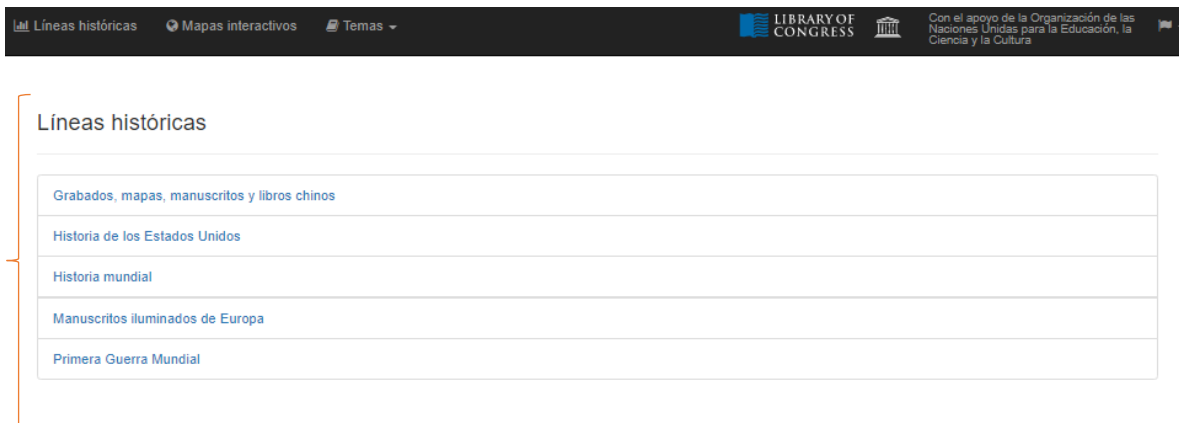 Líneas históricas Mapas interactivos Temas
LIBRARY OF
CONGRESS
Con el apoyo de la Organización de las
Naciones Unidas para la Educación, la
Ciencia y la Cultura
Líneas históricas
Grabados, mapas, manuscritos y libros chinos
Historia de los Estados Unidos
Historia mundial
Manuscritos iluminados de Europa
Primera Guerra Mundial